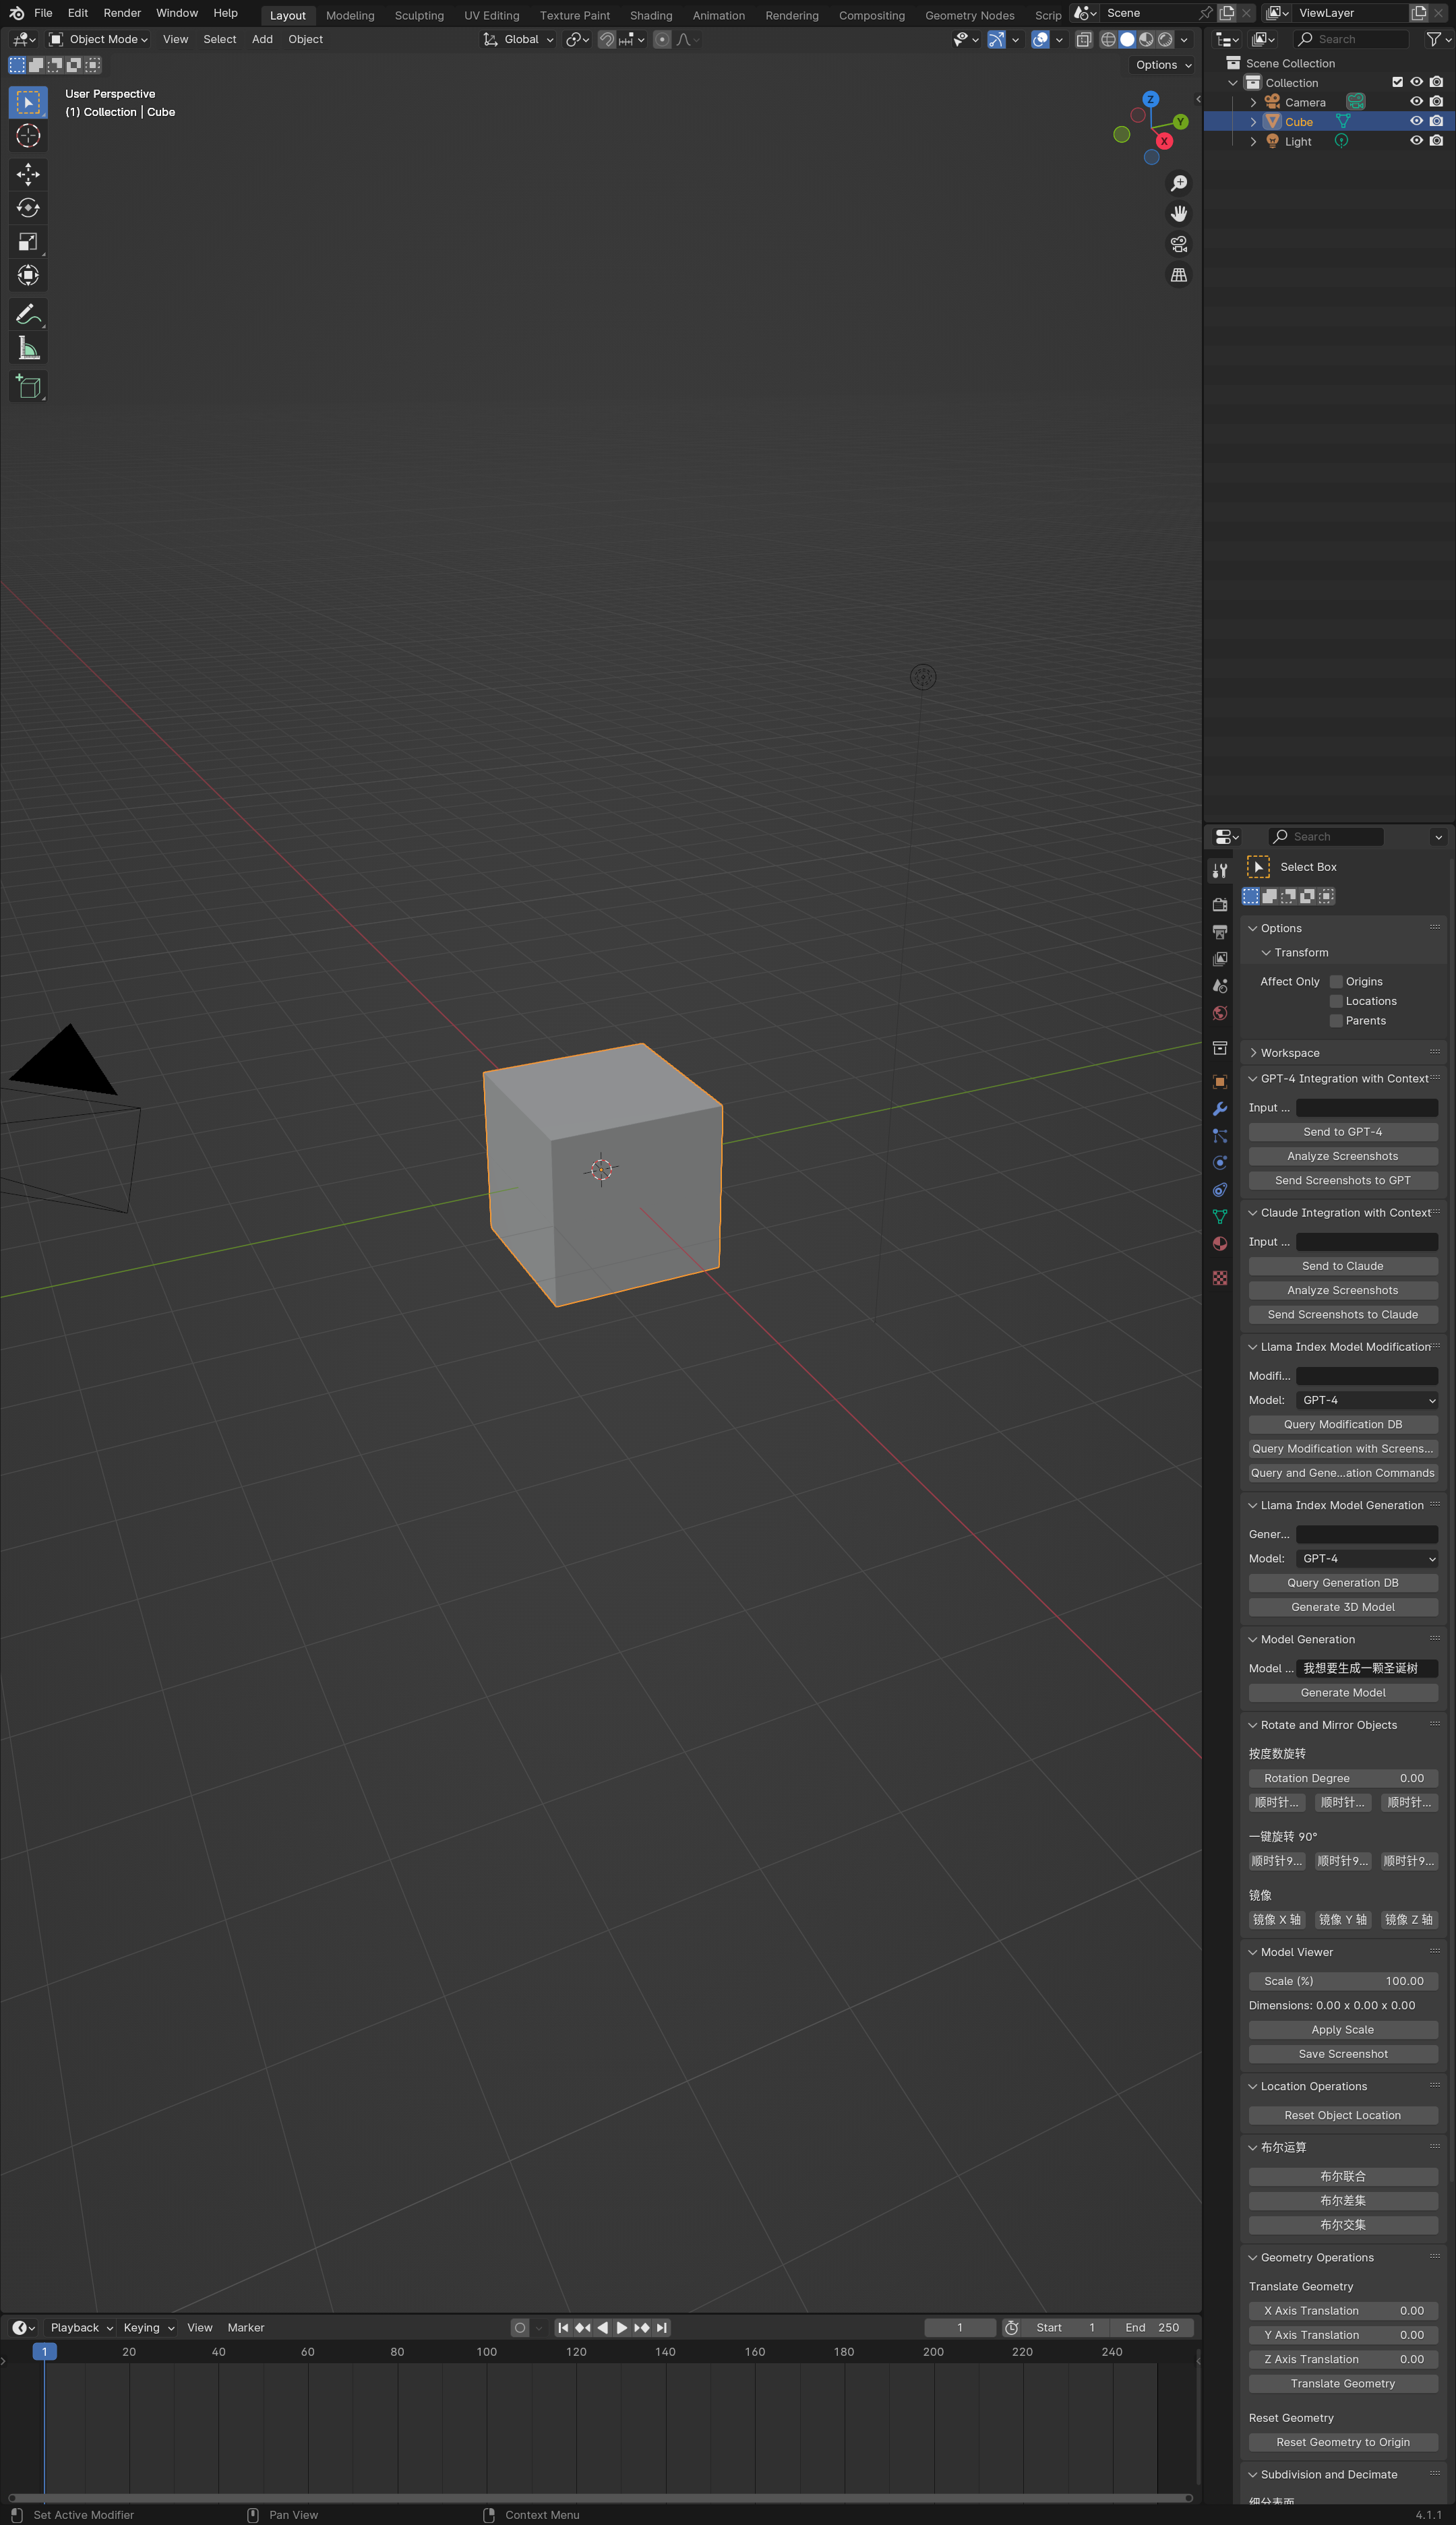 File Edit Render Window Help Layout Modeling Sculpting UV Editing Texture Paint Shading Animation Rendering Compositing Geometry Nodes Scrip Scene ViewLayer
Object Mode View Select Add Object Global Search
Options
User Perspective
(1) Collection | Cube
Z
Y
X
Scene Collection
Collection
Camera
Cube
Light
Search
Select Box
Options
Transform
Affect Only Origins
Locations
Parents
Workspace
GPT-4 Integration with Context
Input ...
Send to GPT-4
Analyze Screenshots
Send Screenshots to GPT
Claude Integration with Context
Input ...
Send to Claude
Analyze Screenshots
Send Screenshots to Claude
Llama Index Model Modification
Modifi...
Model: GPT-4
Query Modification DB
Query Modification with Screens...
Query and Gene...ation Commands
Llama Index Model Generation
Gener...
Model: GPT-4
Query Generation DB
Generate 3D Model
Model Generation
Model ... 我想要生成一颗圣诞树
Generate Model
Rotate and Mirror Objects
按度数旋转
Rotation Degree 0.00
顺时针... 顺时针... 顺时针...
一键旋转 90°
顺时针9... 顺时针9... 顺时针9...
镜像
镜像 X 轴 镜像 Y 轴 镜像 Z 轴
Model Viewer
Scale (%) 100.00
Dimensions: 0.00 x 0.00 x 0.00
Apply Scale
Save Screenshot
Location Operations
Reset Object Location
布尔运算
布尔联合
布尔差集
布尔交集
Geometry Operations
Translate Geometry
X Axis Translation 0.00
Y Axis Translation 0.00
Z Axis Translation 0.00
Translate Geometry
Reset Geometry
Reset Geometry to Origin
Subdivision and Decimate
细分表面
Playback Keying View Marker 1 Start 1 End 250
1 20 40 60 80 100 120 140 160 180 200 220 240
Set Active Modifier Pan View Context Menu 4.1.1